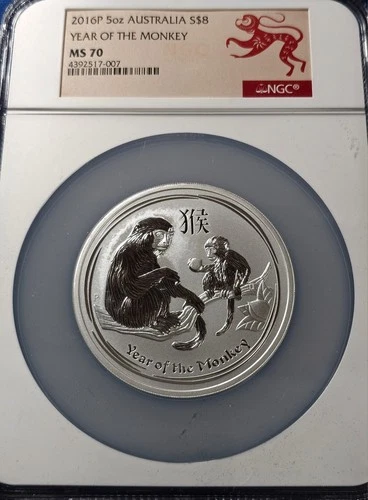 2016P 5oz AUSTRALIA S$8
YEAR OF THE MONKEY
MS 70
4392517-007
NGC®
猴
Year of the Monkey